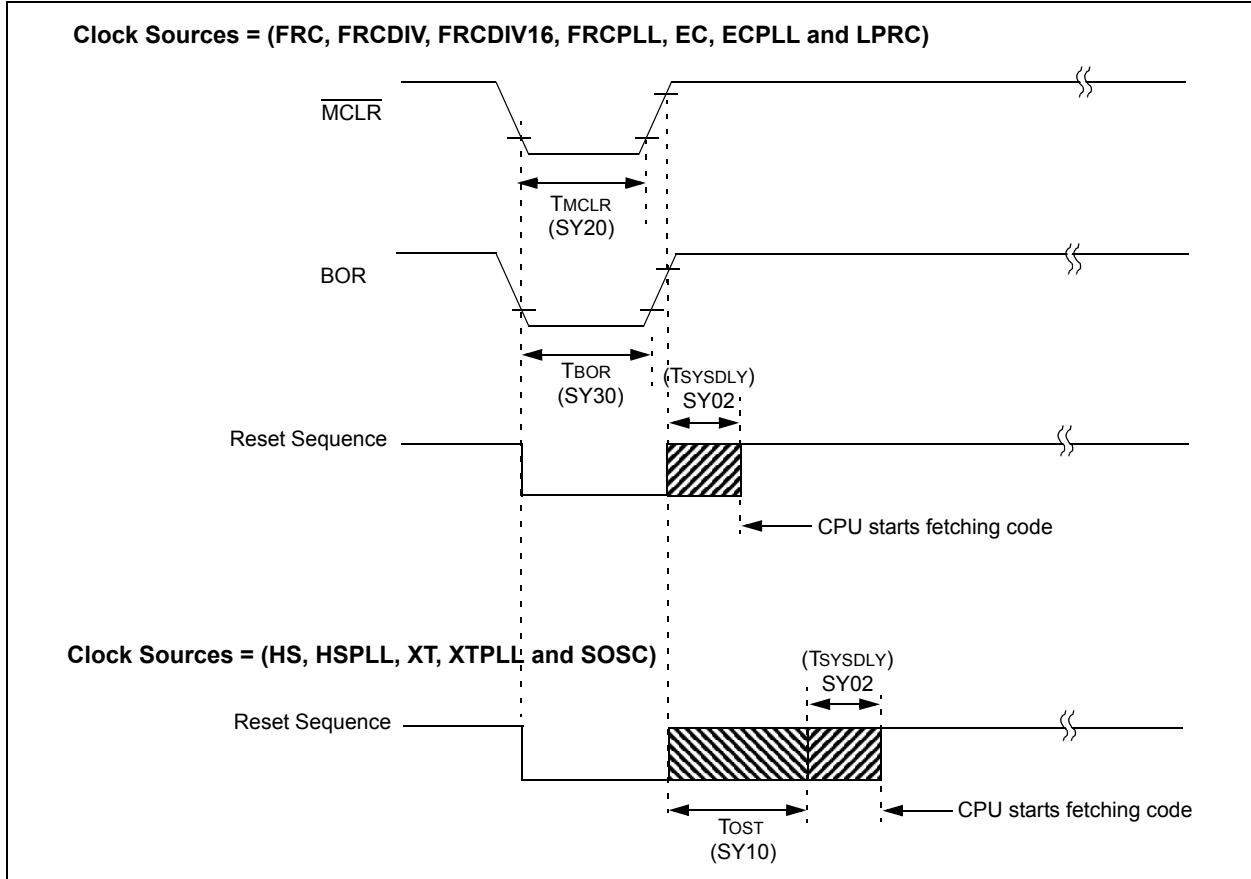 Clock Sources = (FRC, FRCDIV, FRCDIV16, FRCPLL, EC, ECPLL and LPRC)
MCLR
TMCLR
(SY20)
BOR
TBOR
(SY30)
(TSYSDLY)
SY02
Reset Sequence
CPU starts fetching code
Clock Sources = (HS, HSPLL, XT, XTPLL and SOSC)
(TSYSDLY)
SY02
Reset Sequence
CPU starts fetching code
TOST
(SY10)